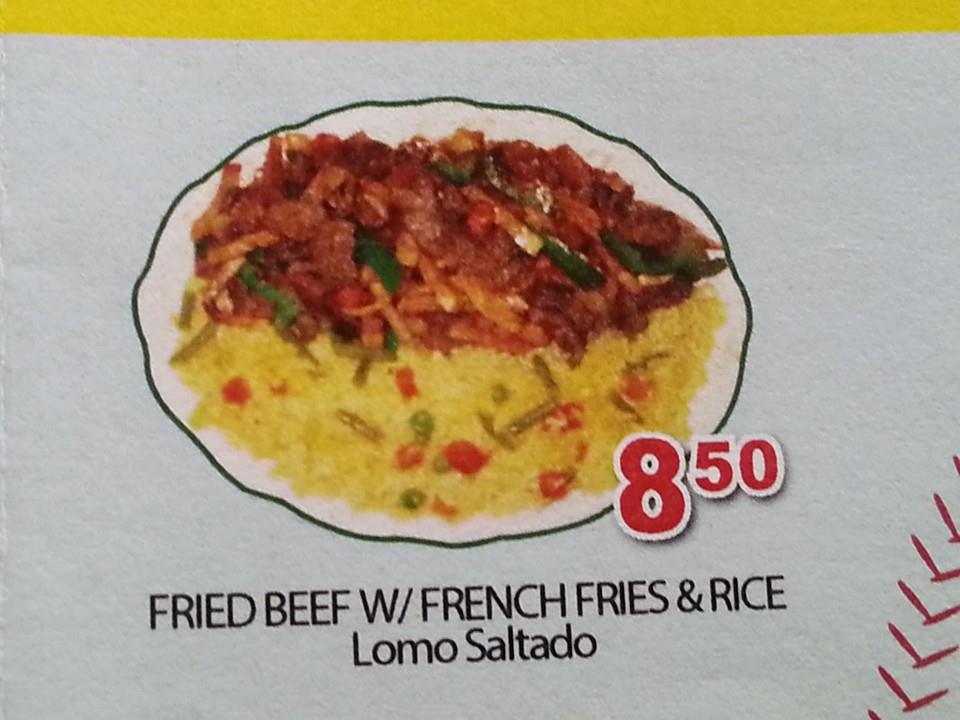 8 50
FRIED BEEF W/ FRENCH FRIES & RICE
Lomo Saltado